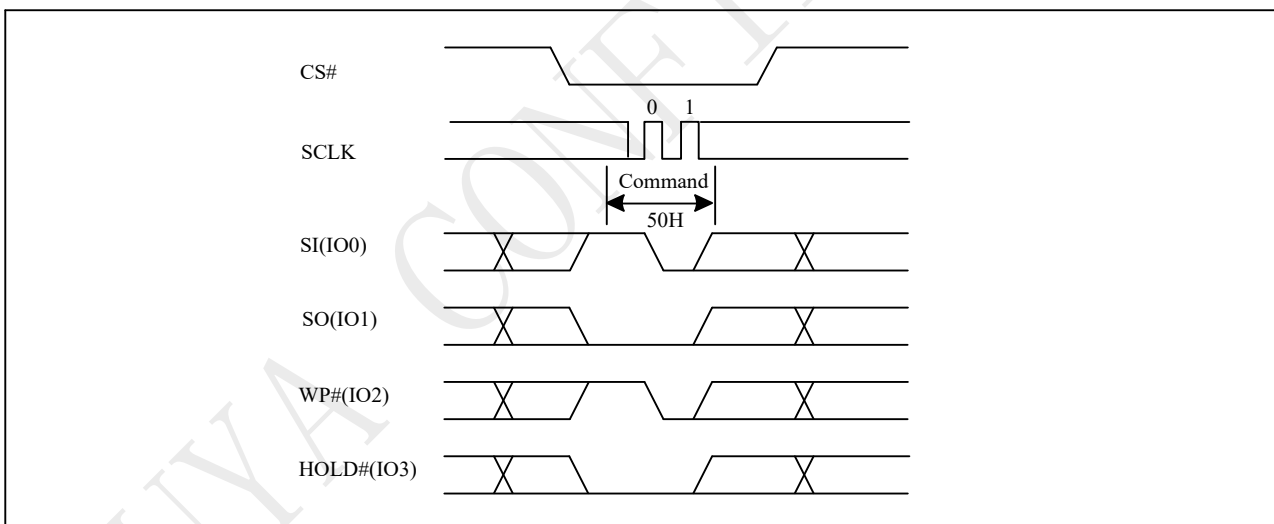 CS#
0 1
SCLK
Command
50H
SI(IO0)
SO(IO1)
WP#(IO2)
HOLD#(IO3)